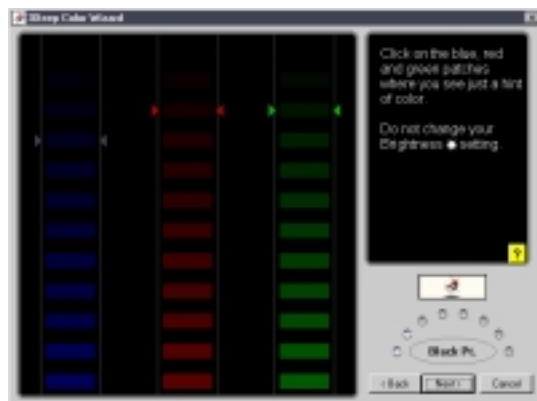 3Deep Color Wizard
Click on the blue, red
and green patches
where you see just a hint
of color.
Do not change your
Brightness setting.
?
Black Pt.
< Back
Next >
Cancel